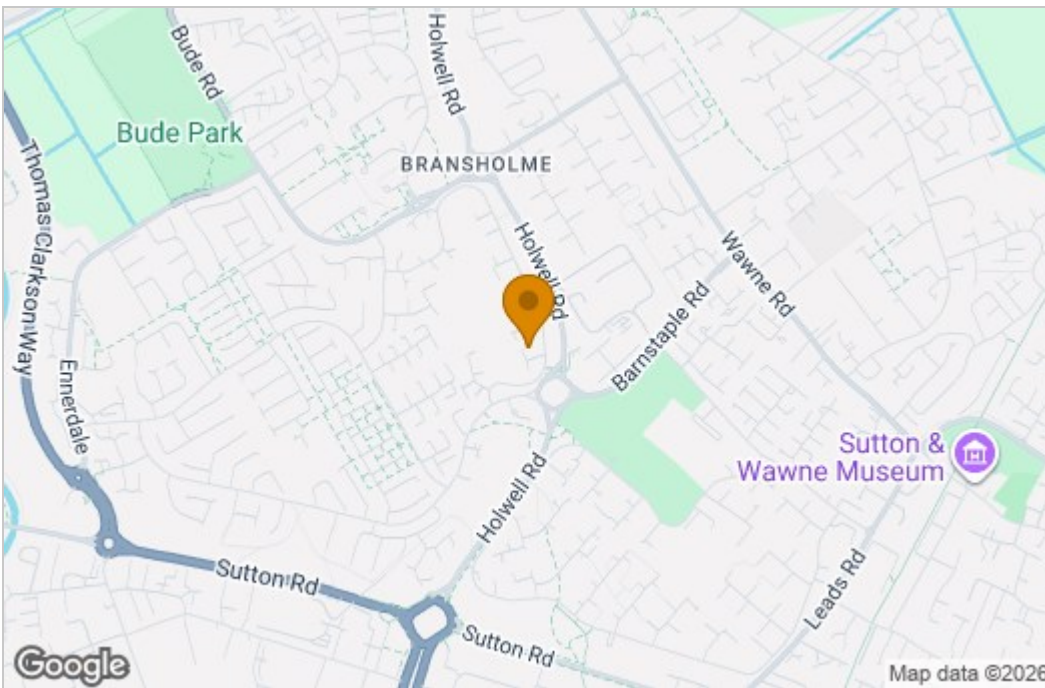 Bude Rd
Holwell Rd
Bude Park
BRANSHOLME
Thomas Clarkson Way
Holwell Rd
Wawne Rd
Barnstaple Rd
Ennerdale
Sutton &
Wawne Museum
Holwell Rd
Sutton Rd
Leads Rd
Sutton Rd
Google
Map data ©2026